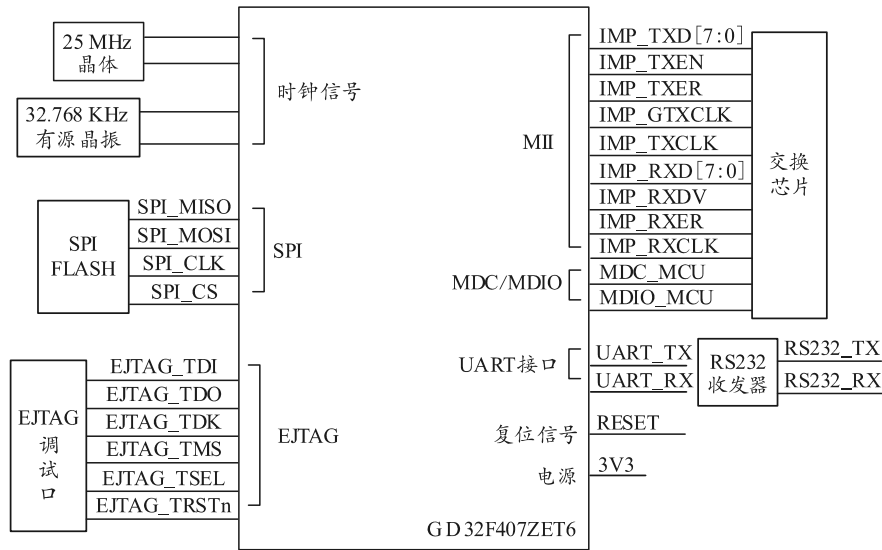 25 MHz
晶体
32.768 KHz
有源晶振
时钟信号
SPI
FLASH
SPI_MISO
SPI_MOSI
SPI_CLK
SPI_CS
SPI
EJTAG
调
试
口
EJTAG_TDI
EJTAG_TDO
EJTAG_TDK
EJTAG_TMS
EJTAG_TSEL
EJTAG_TRSTn
EJTAG
MII
IMP_TXD[7:0]
IMP_TXEN
IMP_TXER
IMP_GTXCLK
IMP_TXCLK
IMP_RXD[7:0]
IMP_RXDV
IMP_RXER
IMP_RXCLK
MDC/MDIO
MDC_MCU
MDIO_MCU
交换
芯片
UART接口
UART_TX
UART_RX
RS232
收发器
RS232_TX
RS232_RX
复位信号
RESET
电源
3V3
GD32F407ZET6